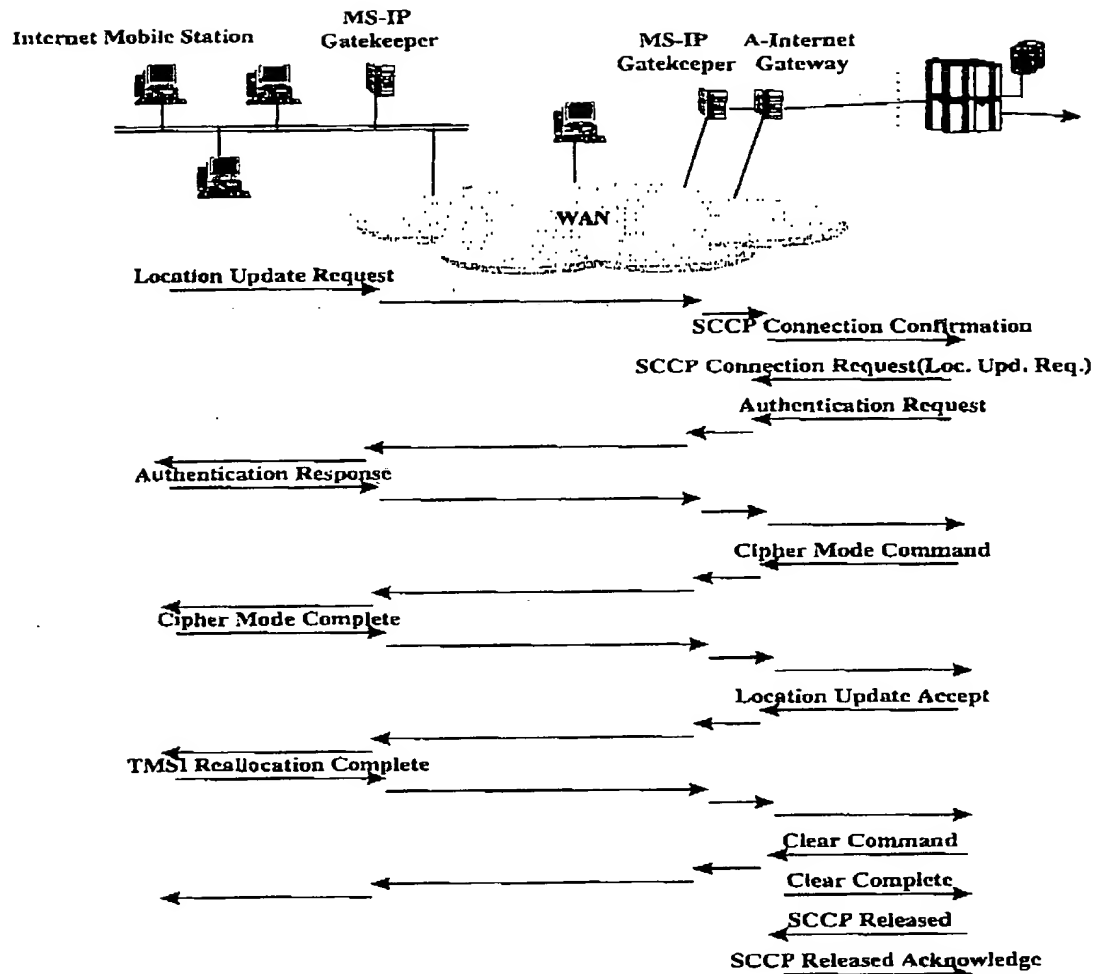 MS-IP
Gatekeeper
Internet Mobile Station
MS-IP
Gatekeeper
A-Internet
Gateway
WAN
Location Update Request
SCCP Connection Confirmation
SCCP Connection Request(Loc. Upd. Req.)
Authentication Request
Authentication Response
Cipher Mode Command
Cipher Mode Complete
Location Update Accept
TMSI Reallocation Complete
Clear Command
Clear Complete
SCCP Released
SCCP Released Acknowledge